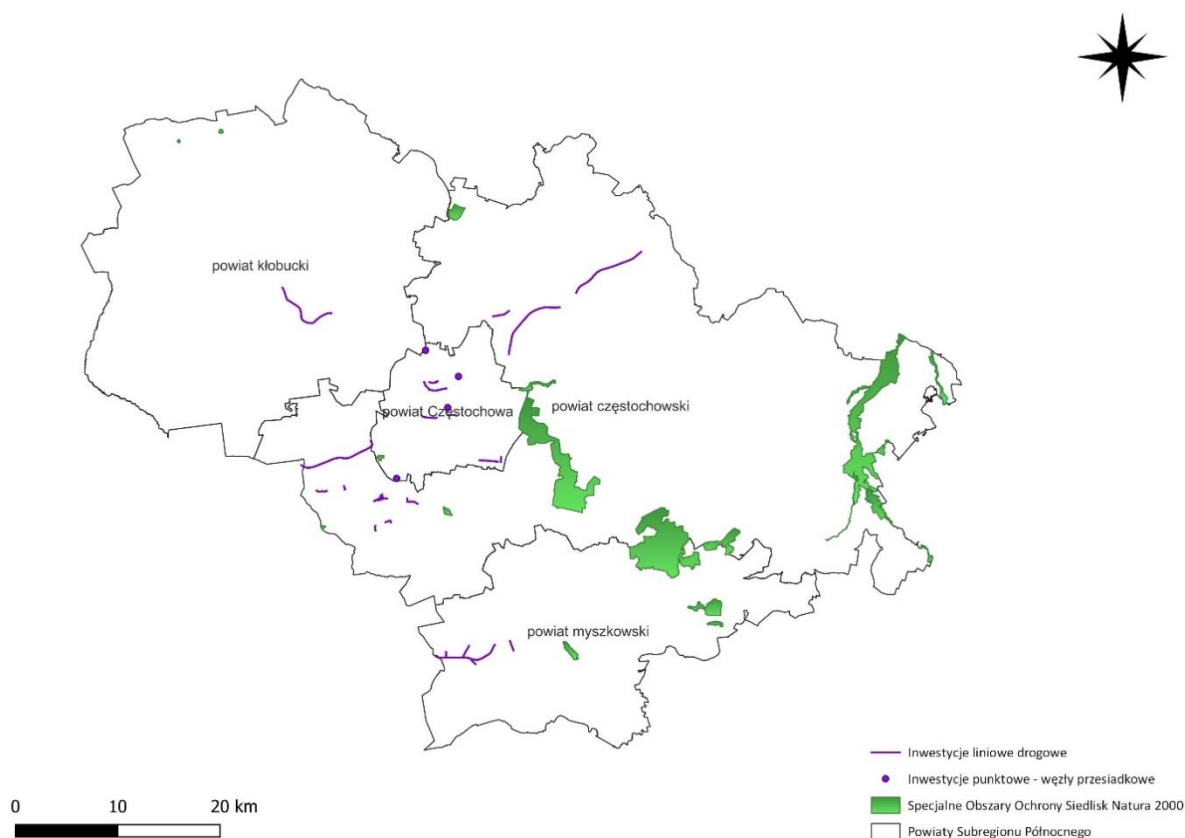 powiat kłobucki
powiat Częstochowa
powiat częstochowski
powiat myszkowski
Inwestycje liniowe drogowe
Inwestycje punktowe - węzły przesiadkowe
Specjalne Obszary Ochrony Siedlisk Natura 2000
Powiaty Subregionu Północnego
0 10 20 km